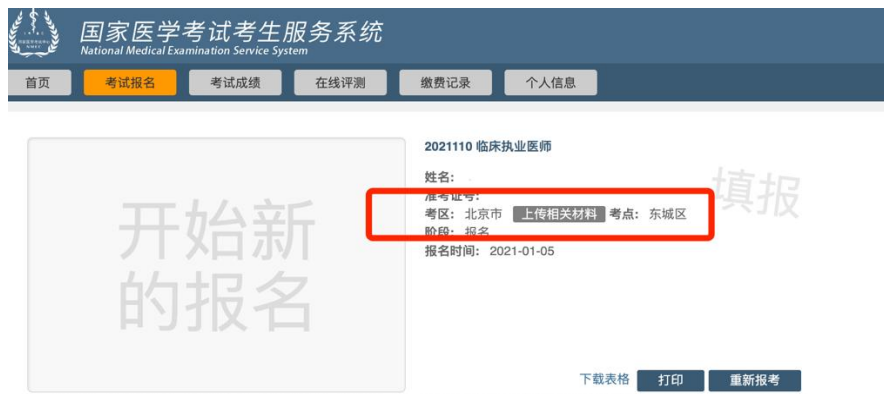 国家医学考试考生服务系统
National Medical Examination Service System
首页 考试报名 考试成绩 在线评测 缴费记录 个人信息
开始新
的报名
2021110 临床执业医师
姓名：
准考证号：
考区： 北京市 上传相关材料 考点： 东城区
阶段： 报名
报名时间： 2021-01-05
填报
下载表格 打印 重新报考